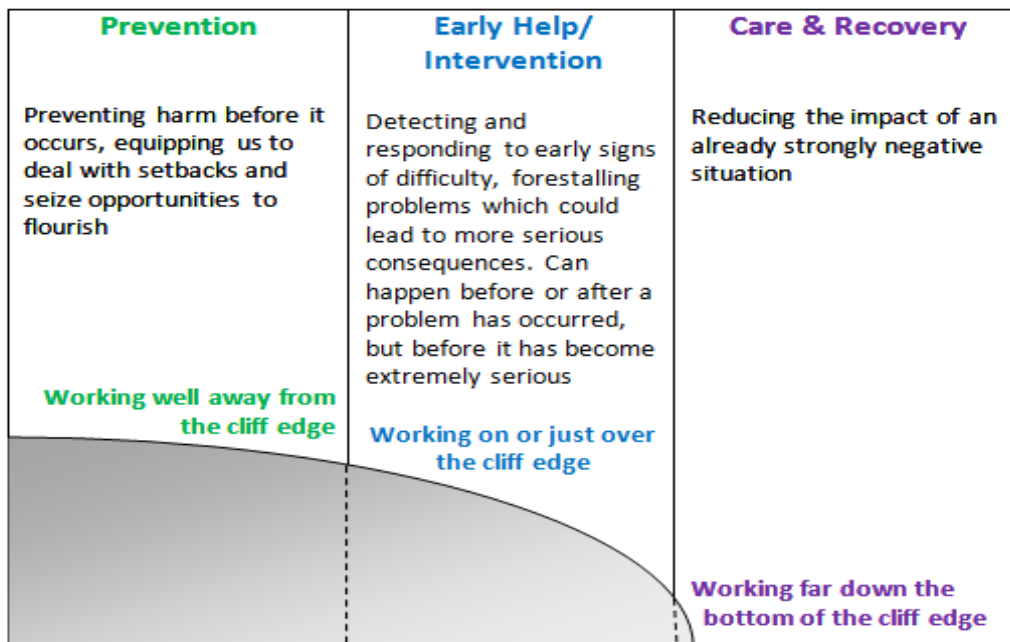 Prevention
Preventing harm before it
occurs, equipping us to
deal with setbacks and
seize opportunities to
flourish
Working well away from
the cliff edge
Early Help/
Intervention
Detecting and
responding to early signs
of difficulty, forestalling
problems which could
lead to more serious
consequences. Can
happen before or after a
problem has occurred,
but before it has become
extremely serious
Working on or just over
the cliff edge
Care & Recovery
Reducing the impact of an
already strongly negative
situation
Working far down the
bottom of the cliff edge